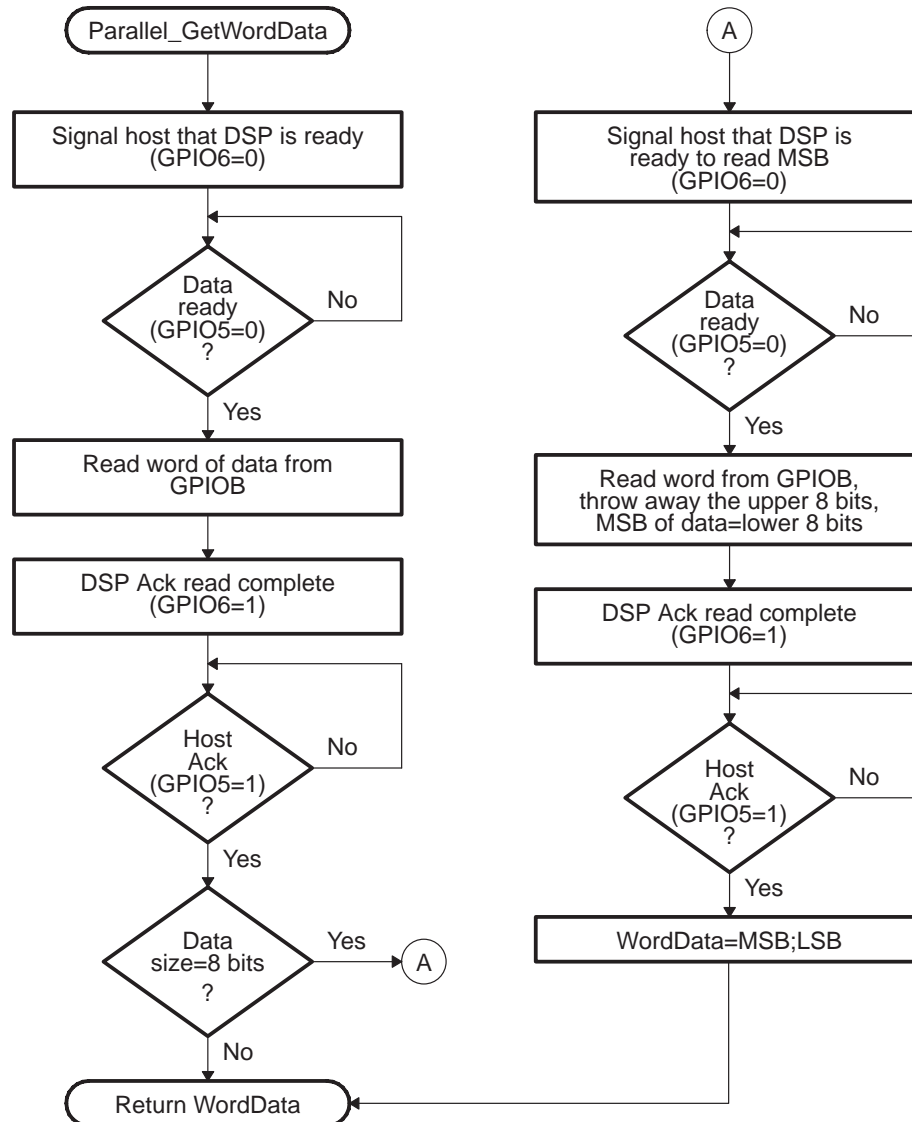 Parallel_GetWordData
Signal host that DSP is ready
(GPIO6=0)
Data
ready
(GPIO5=0)
?
No
Yes
Read word of data from
GPIOB
DSP Ack read complete
(GPIO6=1)
Host
Ack
(GPIO5=1)
?
No
Yes
Data
size=8 bits
?
Yes
A
No
Return WordData
A
Signal host that DSP is
ready to read MSB
(GPIO6=0)
Data
ready
(GPIO5=0)
?
No
Yes
Read word from GPIOB,
throw away the upper 8 bits,
MSB of data=lower 8 bits
DSP Ack read complete
(GPIO6=1)
Host
Ack
(GPIO5=1)
?
No
Yes
WordData=MSB;LSB